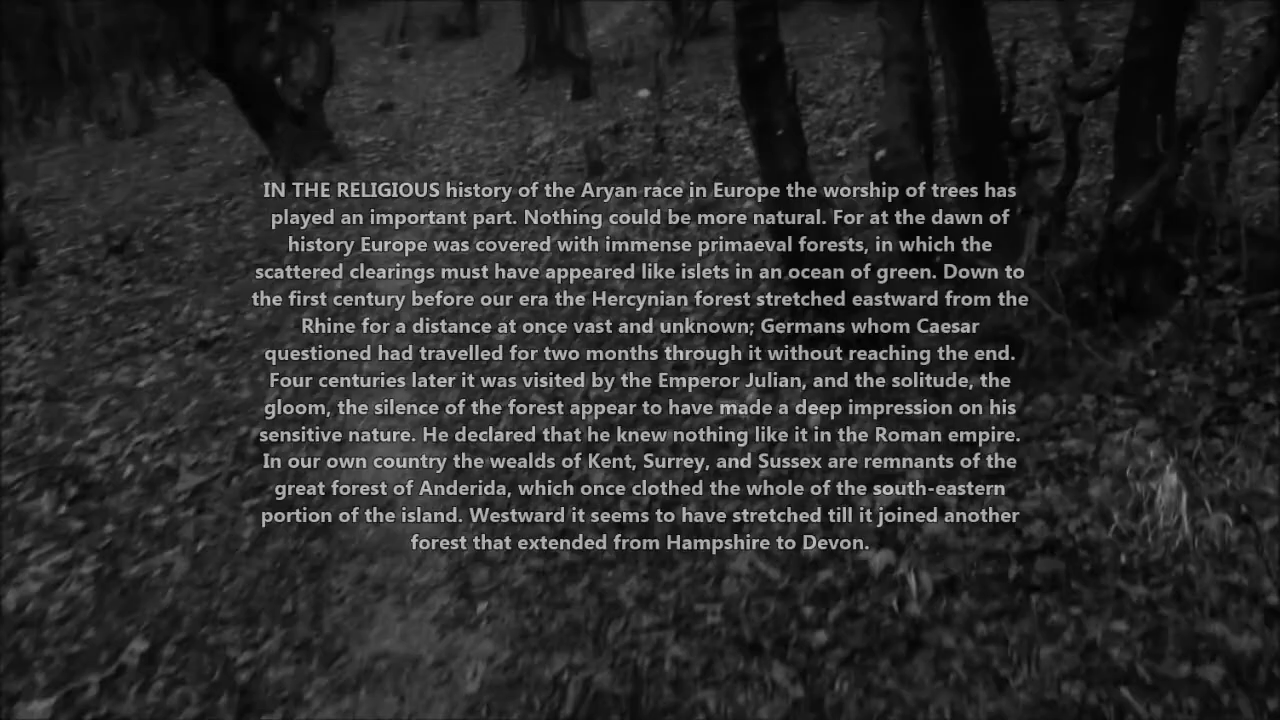 IN THE RELIGIOUS history of the Aryan race in Europe the worship of trees has
played an important part. Nothing could be more natural. For at the dawn of
history Europe was covered with immense primaeval forests, in which the
scattered clearings must have appeared like islets in an ocean of green. Down to
the first century before our era the Hercynian forest stretched eastward from the
Rhine for a distance at once vast and unknown; Germans whom Caesar
questioned had travelled for two months through it without reaching the end.
Four centuries later it was visited by the Emperor Julian, and the solitude, the
gloom, the silence of the forest appear to have made a deep impression on his
sensitive nature. He declared that he knew nothing like it in the Roman empire.
In our own country the wealds of Kent, Surrey, and Sussex are remnants of the
great forest of Anderida, which once clothed the whole of the south-eastern
portion of the island. Westward it seems to have stretched till it joined another
forest that extended from Hampshire to Devon.